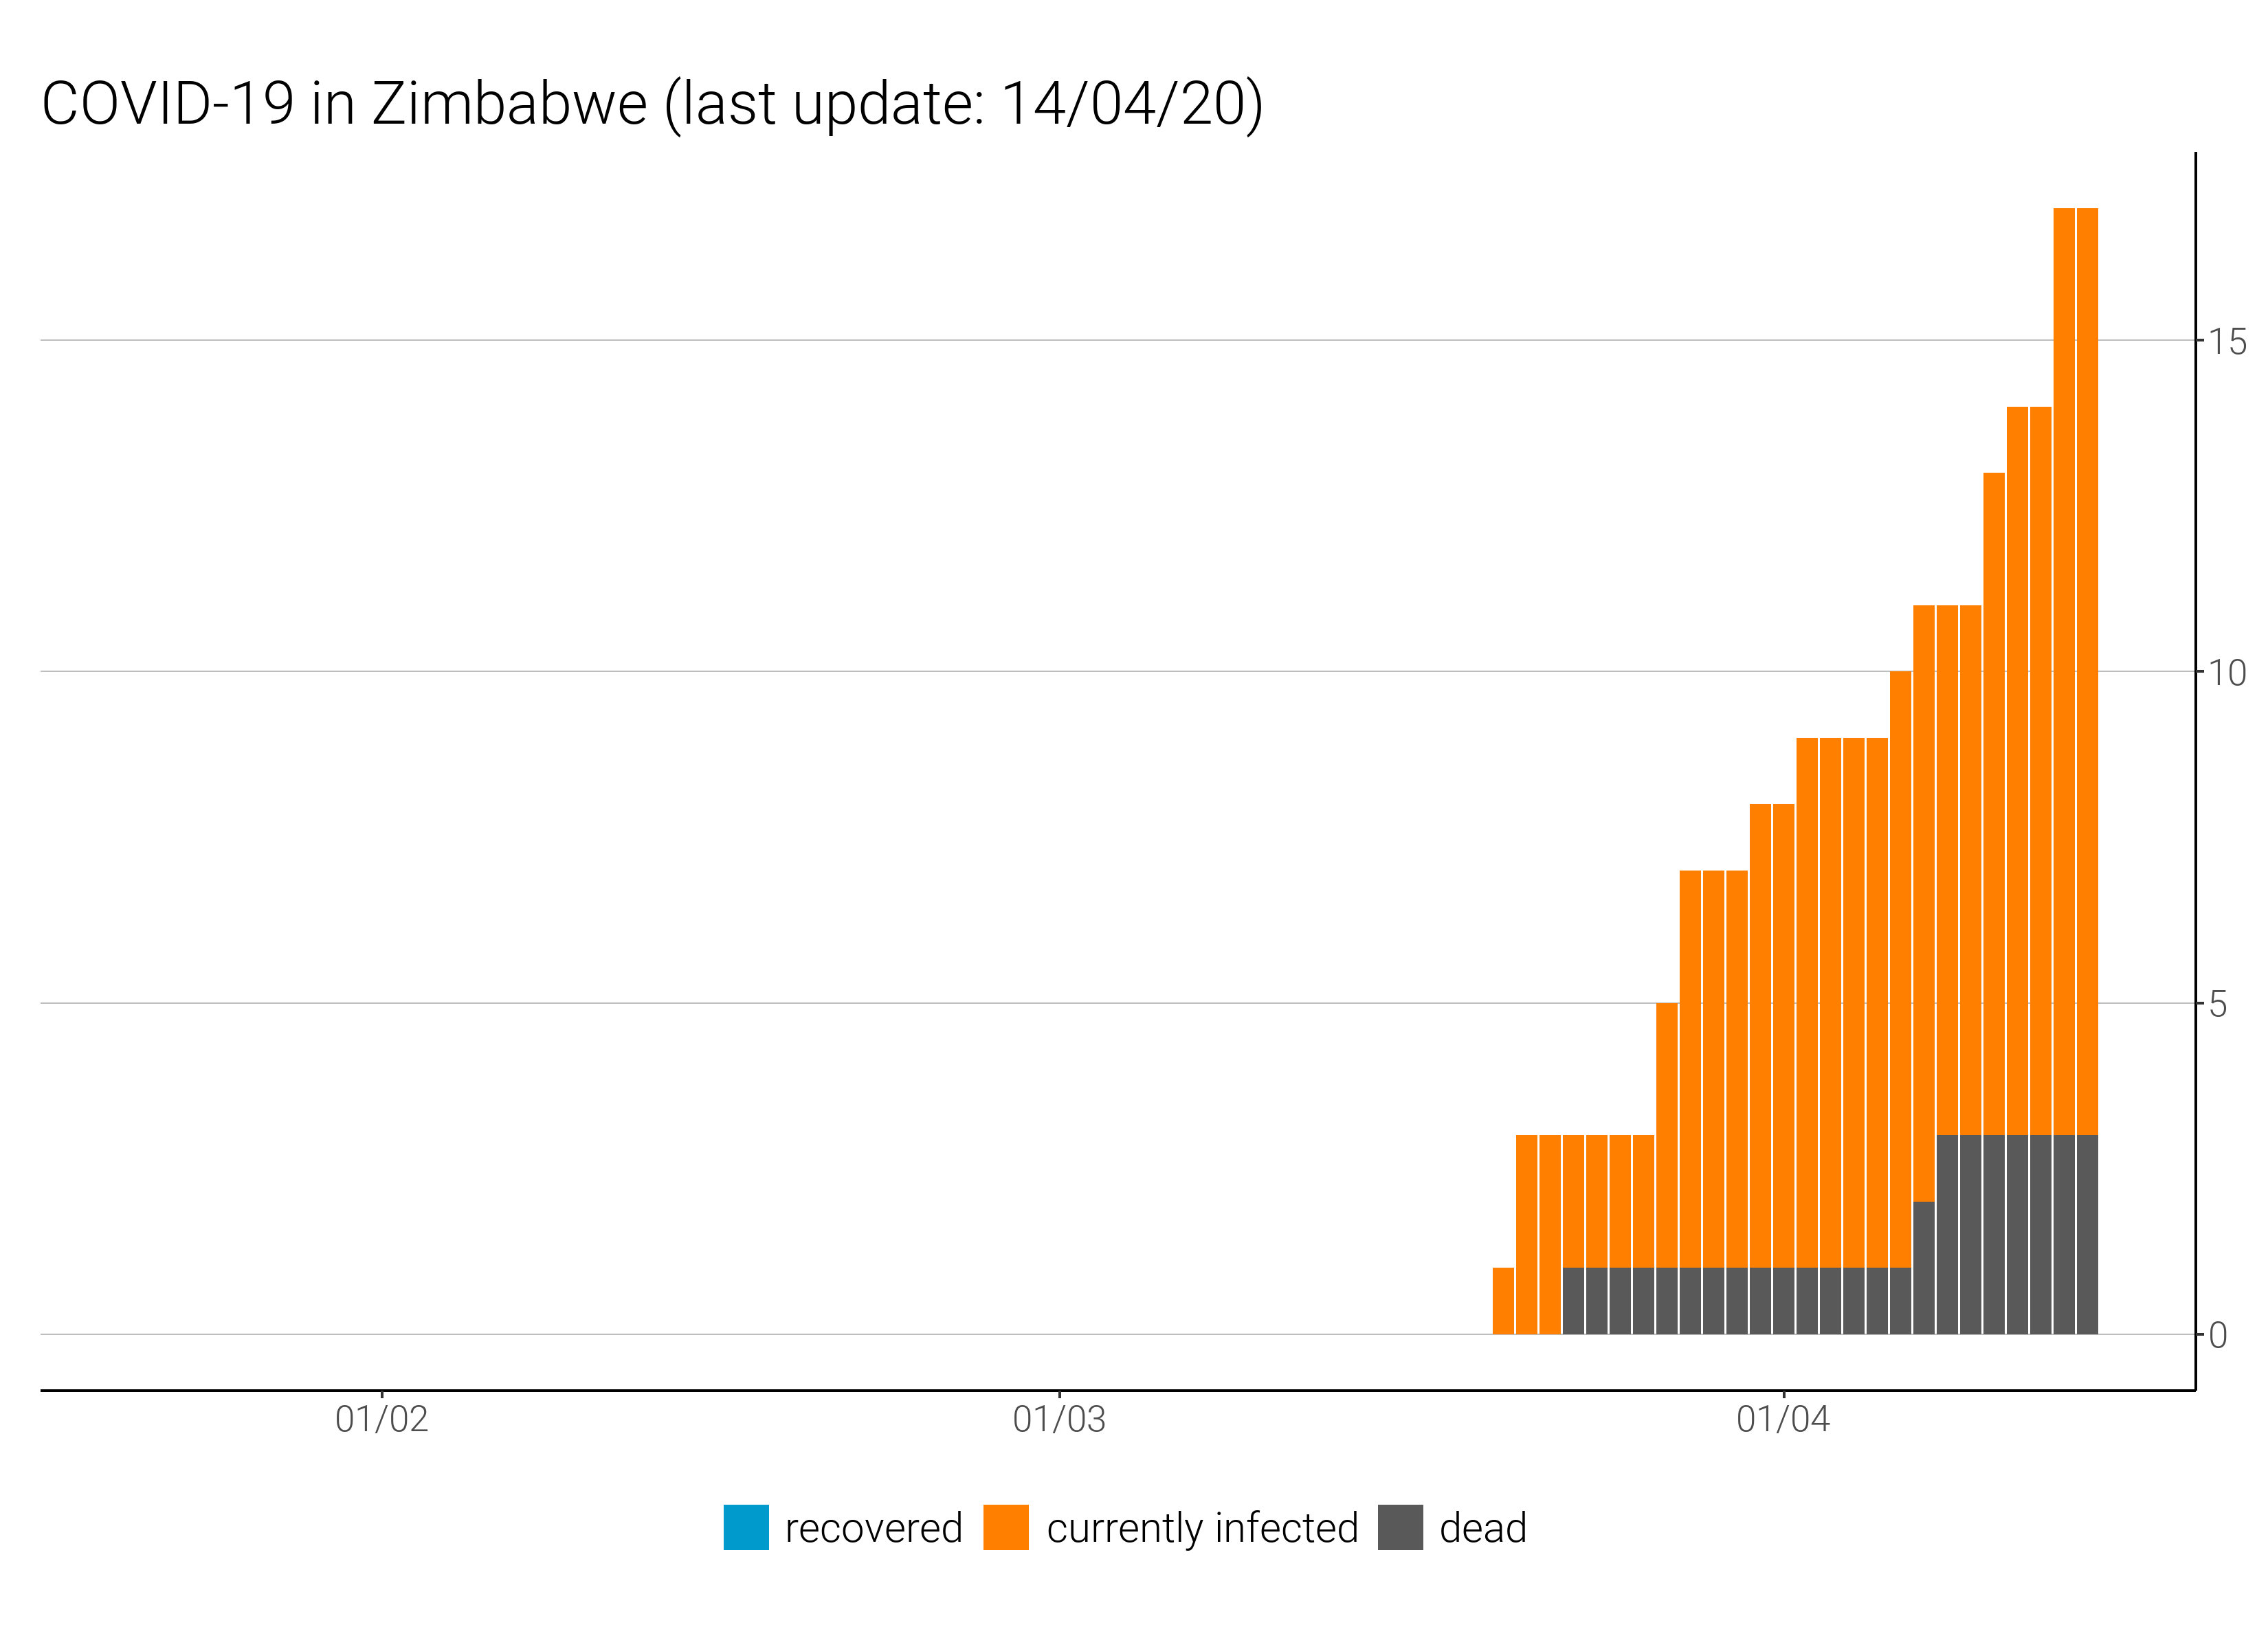 COVID-19 in Zimbabwe (last update: 14/04/20)
15
10
5
0
01/02 01/03 01/04
recovered currently infected dead